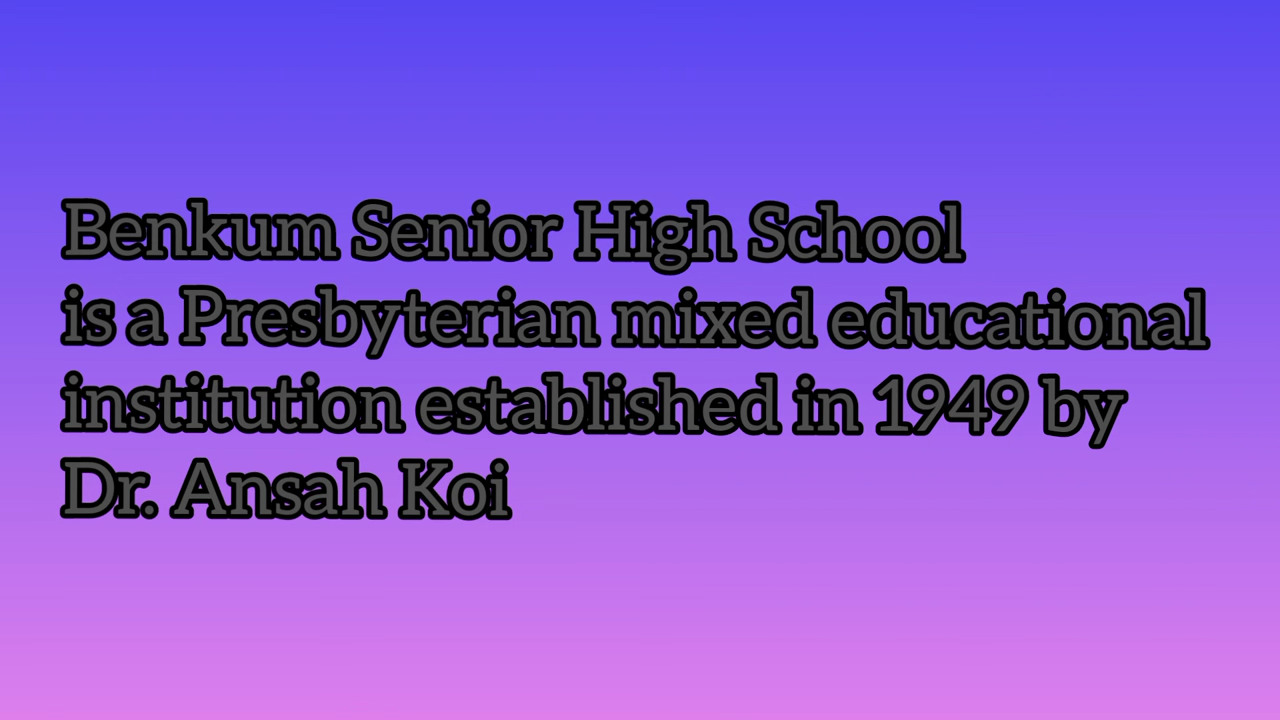 Benkum Senior High School
is a Presbyterian mixed educational
institution established in 1949 by
Dr. Ansah Koi